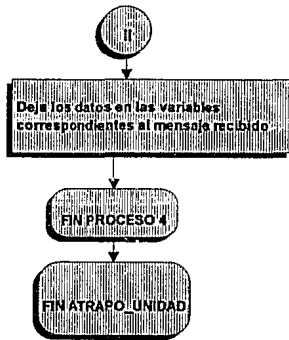 II
Deja los datos en las variables
correspondientes al mensaje recibido
FIN PROCESO 4
FIN ATRAPO_UNIDAD